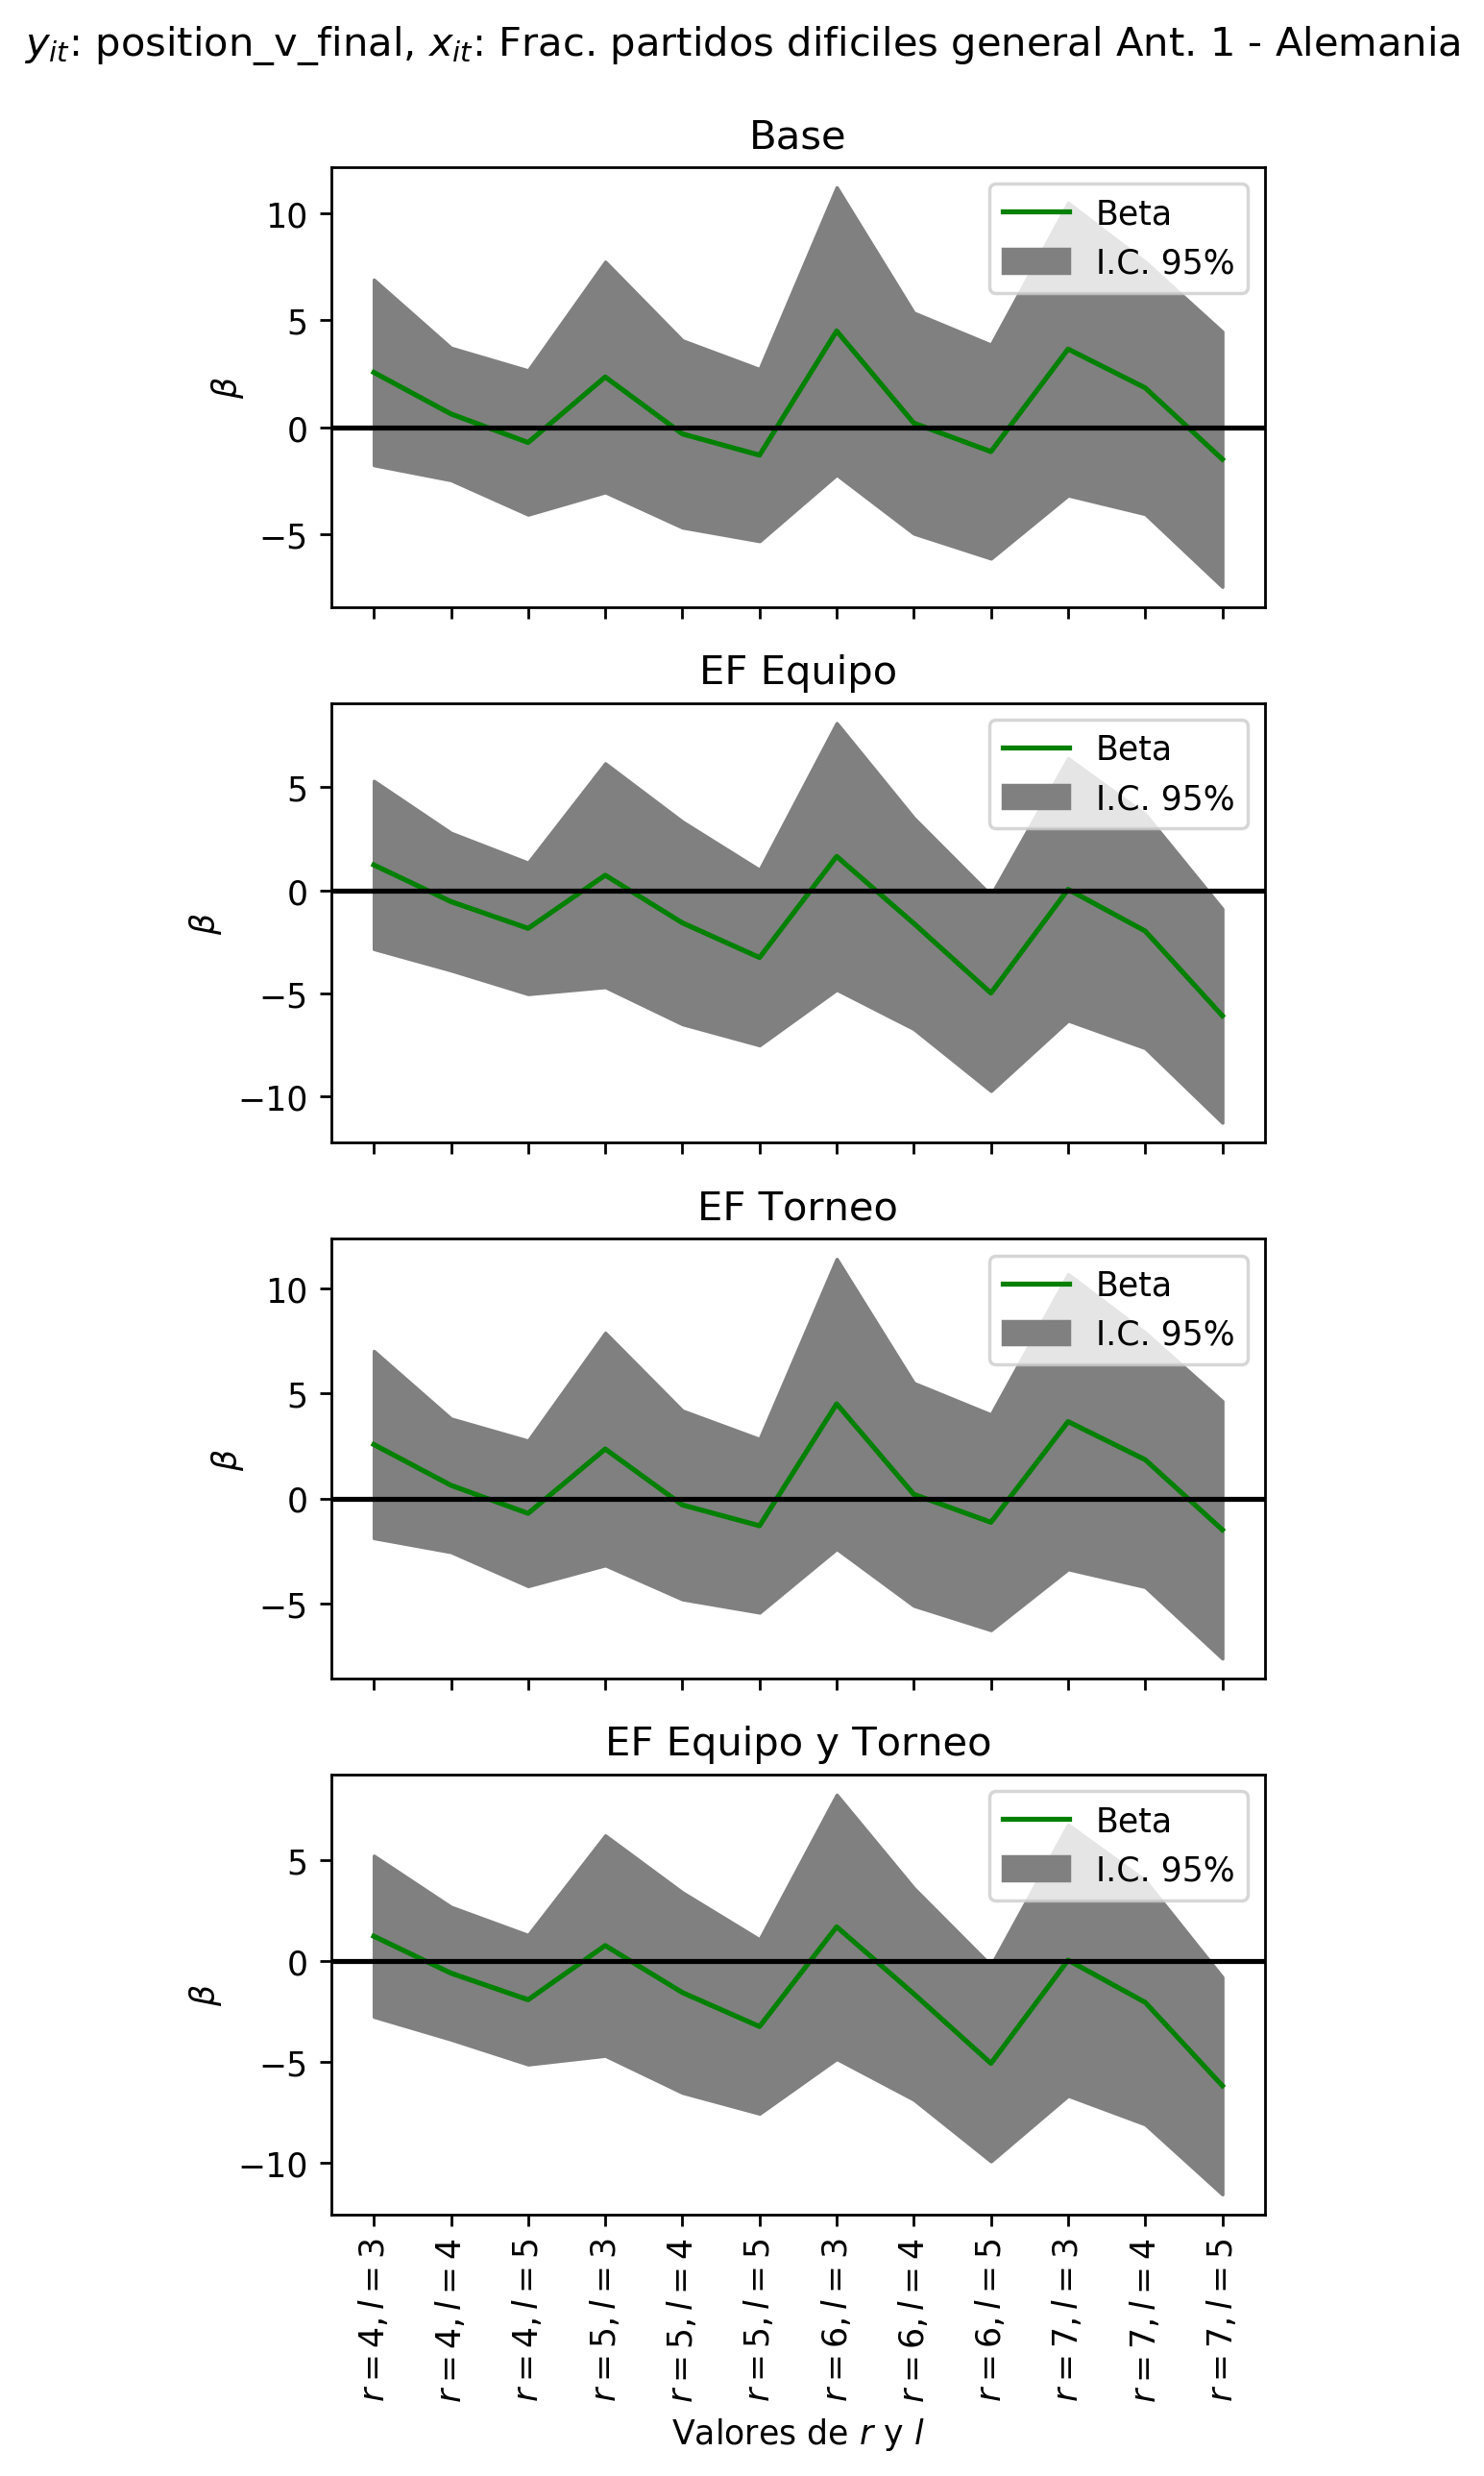 y_it: position_v_final, x_it: Frac. partidos dificiles general Ant. 1 - Alemania
Base
Beta
I.C. 95%
10
5
0
−5
β
EF Equipo
Beta
I.C. 95%
5
0
−5
−10
β
EF Torneo
Beta
I.C. 95%
10
5
0
−5
β
EF Equipo y Torneo
Beta
I.C. 95%
5
0
−5
−10
β
r = 4, l = 3
r = 4, l = 4
r = 4, l = 5
r = 5, l = 3
r = 5, l = 4
r = 5, l = 5
r = 6, l = 3
r = 6, l = 4
r = 6, l = 5
r = 7, l = 3
r = 7, l = 4
r = 7, l = 5
Valores de r y l